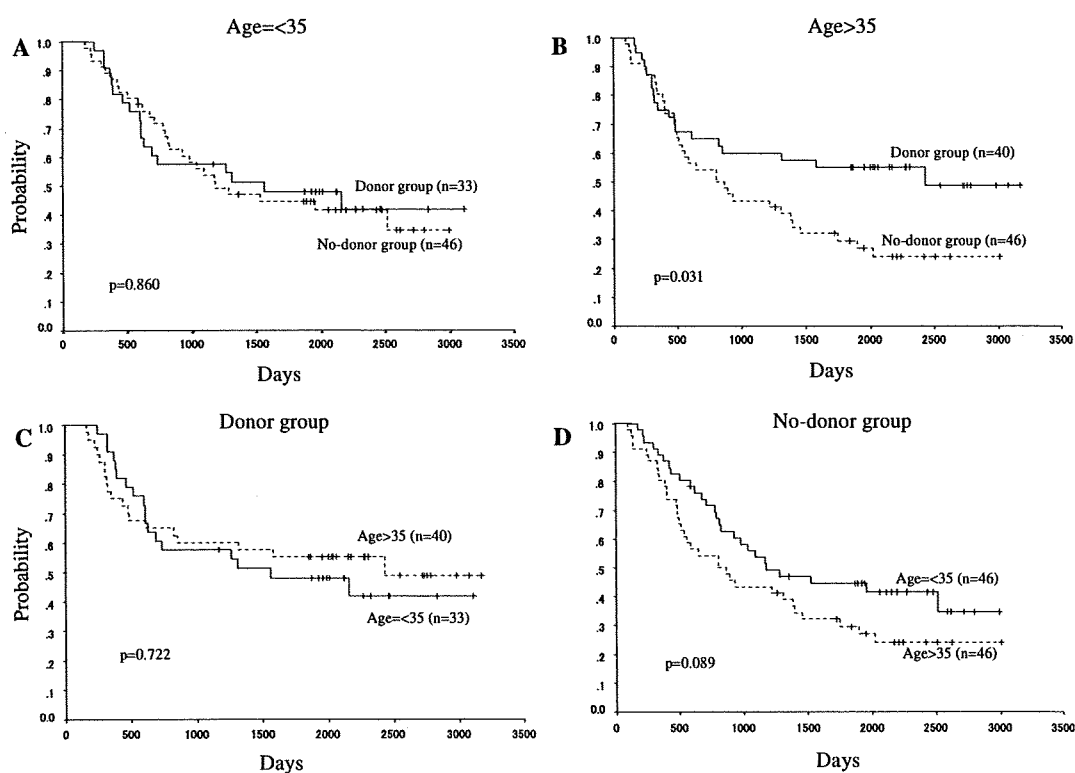 Age=<35
A
1.0
.9
.8
.7
.6
.5
.4
.3
.2
.1
0.0
Probability
Donor group (n=33)
No-donor group (n=46)
p=0.860
0 500 1000 1500 2000 2500 3000 3500
Days
Age>35
B
1.0
.9
.8
.7
.6
.5
.4
.3
.2
.1
0.0
Donor group (n=40)
No-donor group (n=46)
p=0.031
0 500 1000 1500 2000 2500 3000 3500
Days
Donor group
C
1.0
.9
.8
.7
.6
.5
.4
.3
.2
.1
0.0
Probability
Age>35 (n=40)
Age=<35 (n=33)
p=0.722
0 500 1000 1500 2000 2500 3000 3500
Days
No-donor group
D
1.0
.9
.8
.7
.6
.5
.4
.3
.2
.1
0.0
Age=<35 (n=46)
Age>35 (n=46)
p=0.089
0 500 1000 1500 2000 2500 3000 3500
Days